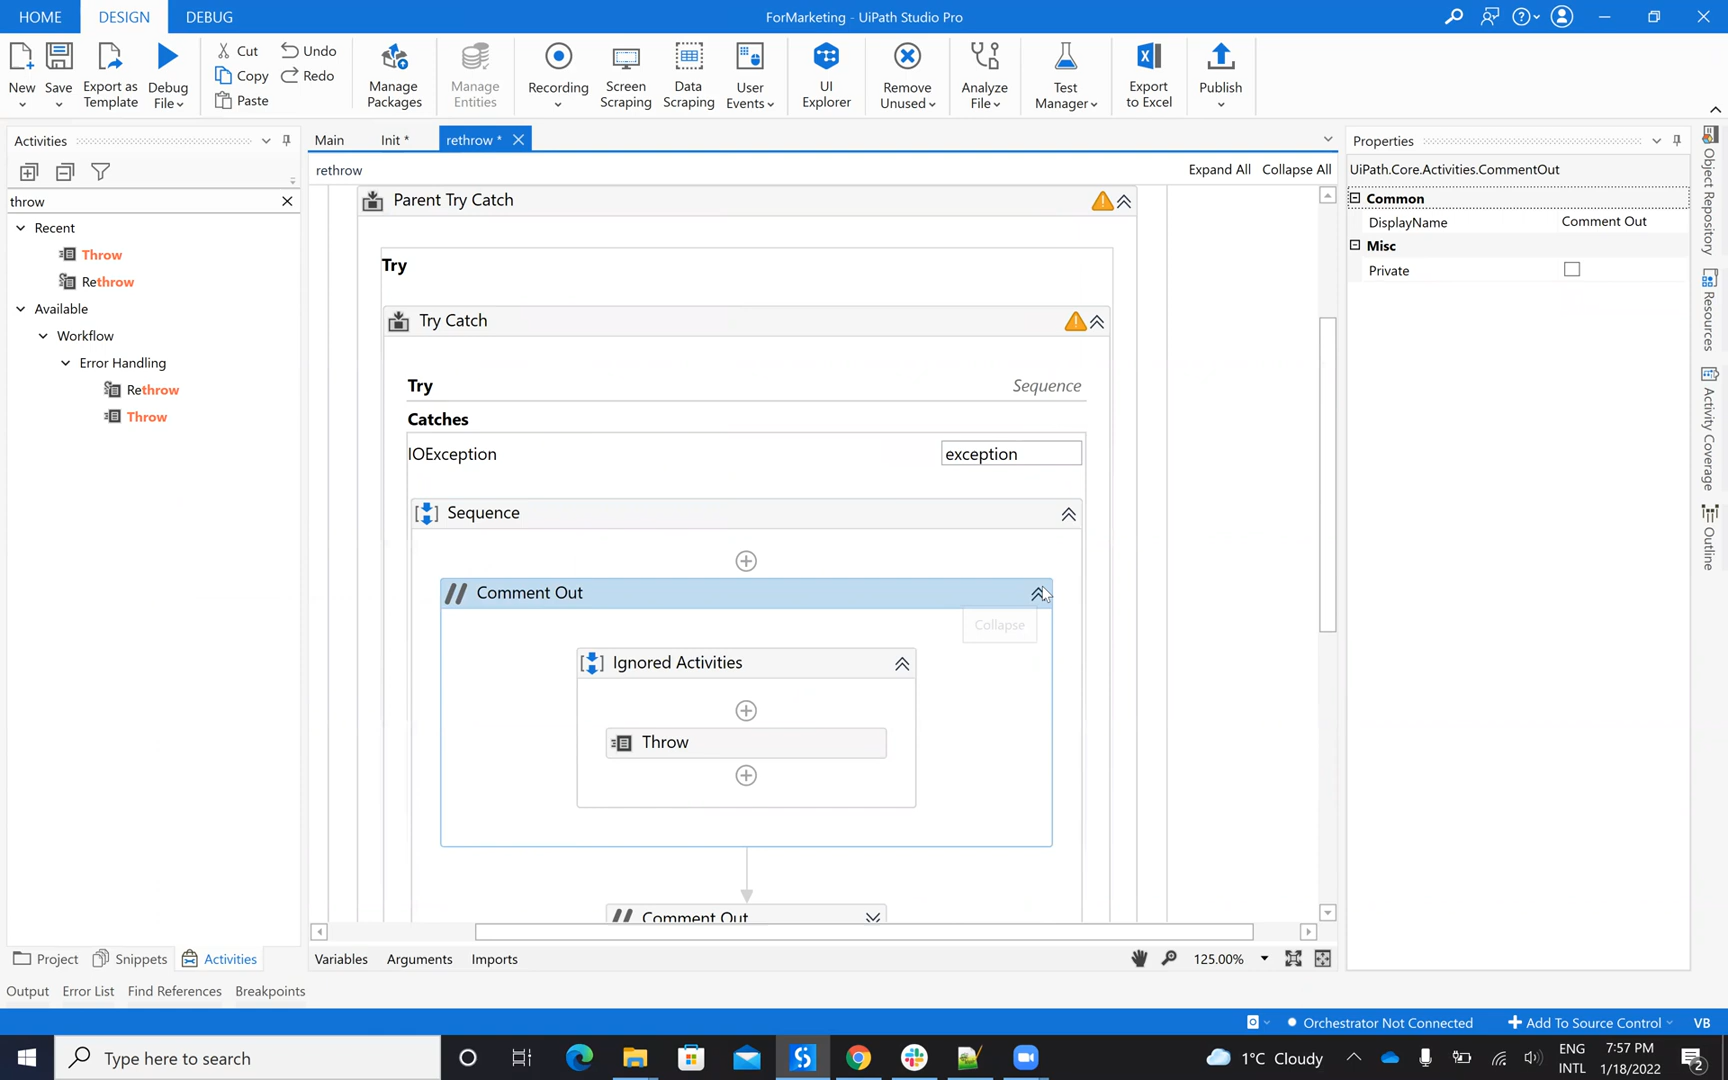 HOME
DESIGN
DEBUG
ForMarketing - UiPath Studio Pro
New
Save
Export as Template
Debug File
Cut
Copy
Paste
Undo
Redo
Manage Packages
Manage Entities
Recording
Screen Scraping
Data Scraping
User Events
UI Explorer
Remove Unused
Analyze File
Test Manager
Export to Excel
Publish
Activities
throw
Recent
Throw
Rethrow
Available
Workflow
Error Handling
Rethrow
Throw
Main
Init *
rethrow *
rethrow
Expand All
Collapse All
Parent Try Catch
Try
Try Catch
Try
Sequence
Catches
IOException
exception
Sequence
Comment Out
Collapse
Ignored Activities
Throw
Comment Out
Properties
UiPath.Core.Activities.CommentOut
Common
DisplayName
Comment Out
Misc
Private
Object Repository
Resources
Activity Coverage
Outline
Project
Snippets
Activities
Variables
Arguments
Imports
125.00%
Output
Error List
Find References
Breakpoints
Orchestrator Not Connected
Add To Source Control
VB
Type here to search
1°C Cloudy
ENG
INTL
7:57 PM
1/18/2022
2